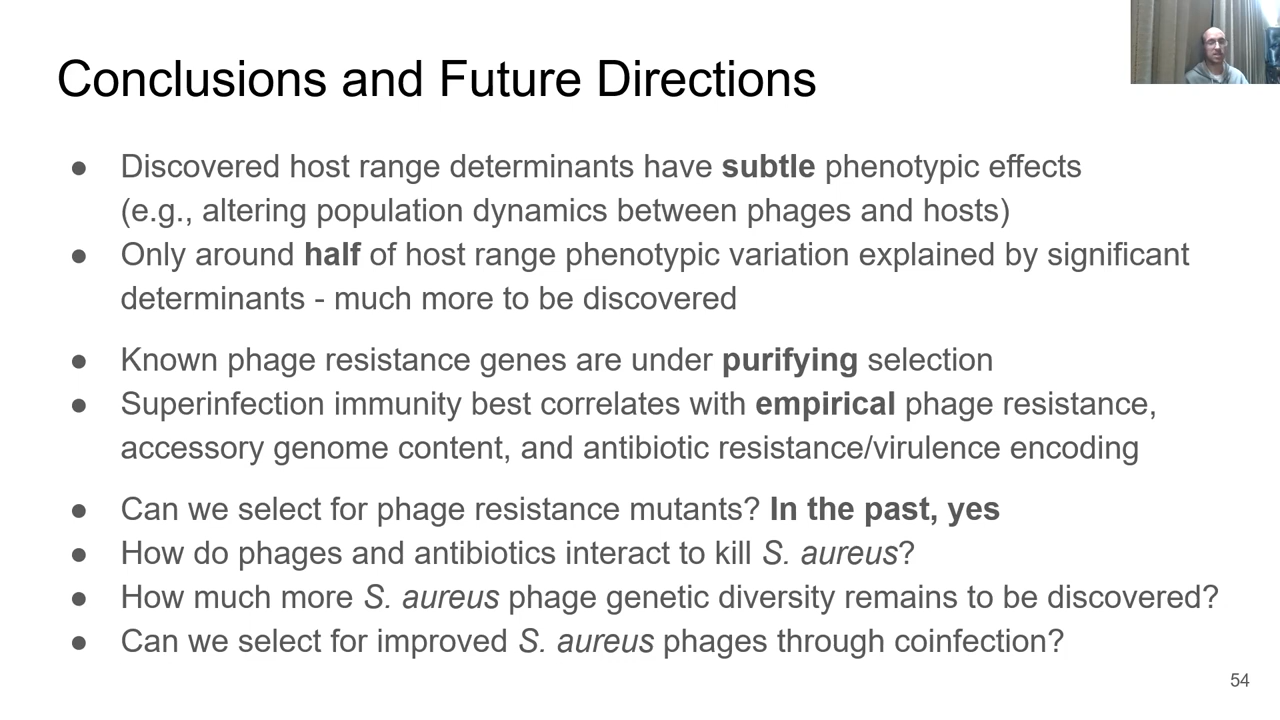 Conclusions and Future Directions
● Discovered host range determinants have subtle phenotypic effects
(e.g., altering population dynamics between phages and hosts)
● Only around half of host range phenotypic variation explained by significant
determinants - much more to be discovered
● Known phage resistance genes are under purifying selection
● Superinfection immunity best correlates with empirical phage resistance,
accessory genome content, and antibiotic resistance/virulence encoding
● Can we select for phage resistance mutants? In the past, yes
● How do phages and antibiotics interact to kill S. aureus?
● How much more S. aureus phage genetic diversity remains to be discovered?
● Can we select for improved S. aureus phages through coinfection?
54